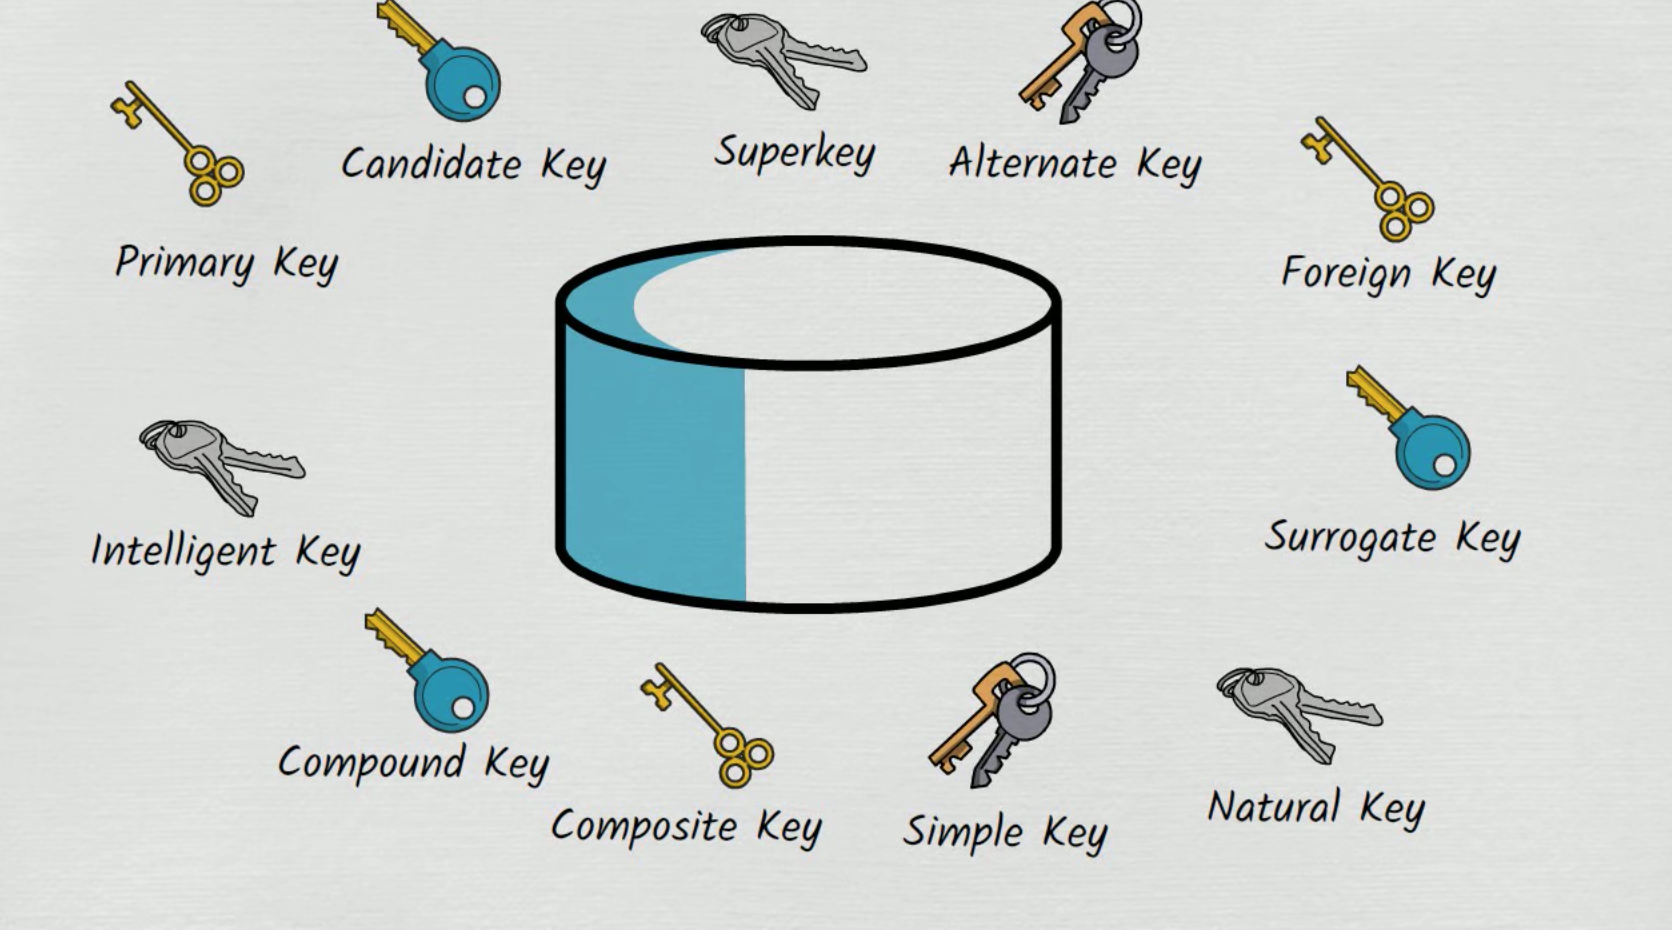 Candidate Key
Superkey
Alternate Key
Primary Key
Foreign Key
Intelligent Key
Surrogate Key
Compound Key
Composite Key
Simple Key
Natural Key